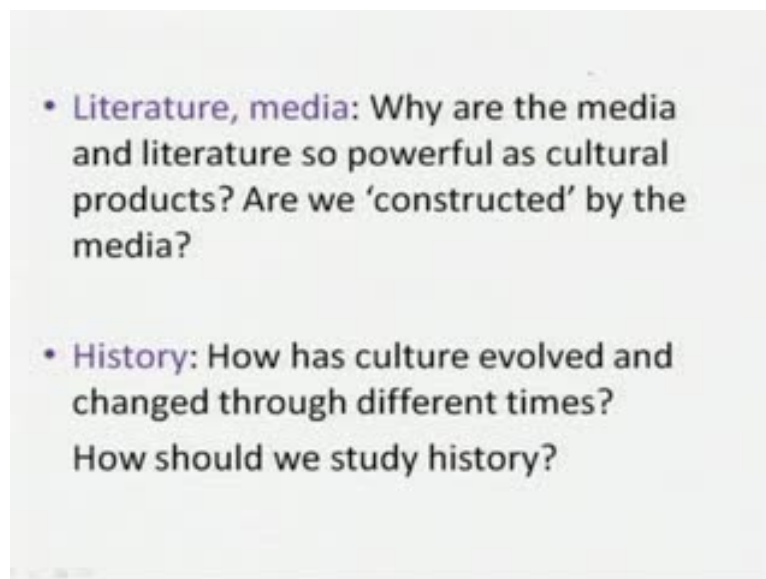 • Literature, media: Why are the media
and literature so powerful as cultural
products? Are we ‘constructed’ by the
media?
• History: How has culture evolved and
changed through different times?
How should we study history?